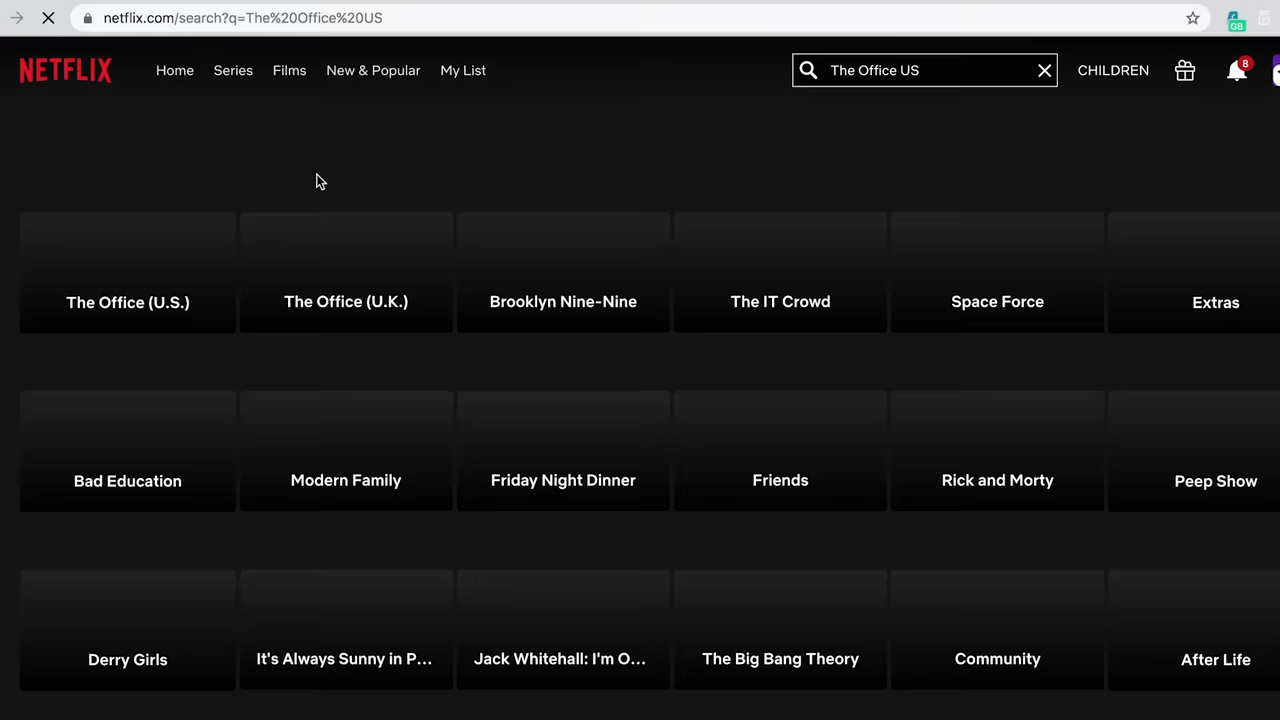 netflix.com/search?q=The%20Office%20US
GB
NETFLIX Home Series Films New & Popular My List The Office US CHILDREN 8
The Office (U.S.) The Office (U.K.) Brooklyn Nine-Nine The IT Crowd Space Force Extras
Bad Education Modern Family Friday Night Dinner Friends Rick and Morty Peep Show
Derry Girls It's Always Sunny in P... Jack Whitehall: I'm O... The Big Bang Theory Community After Life